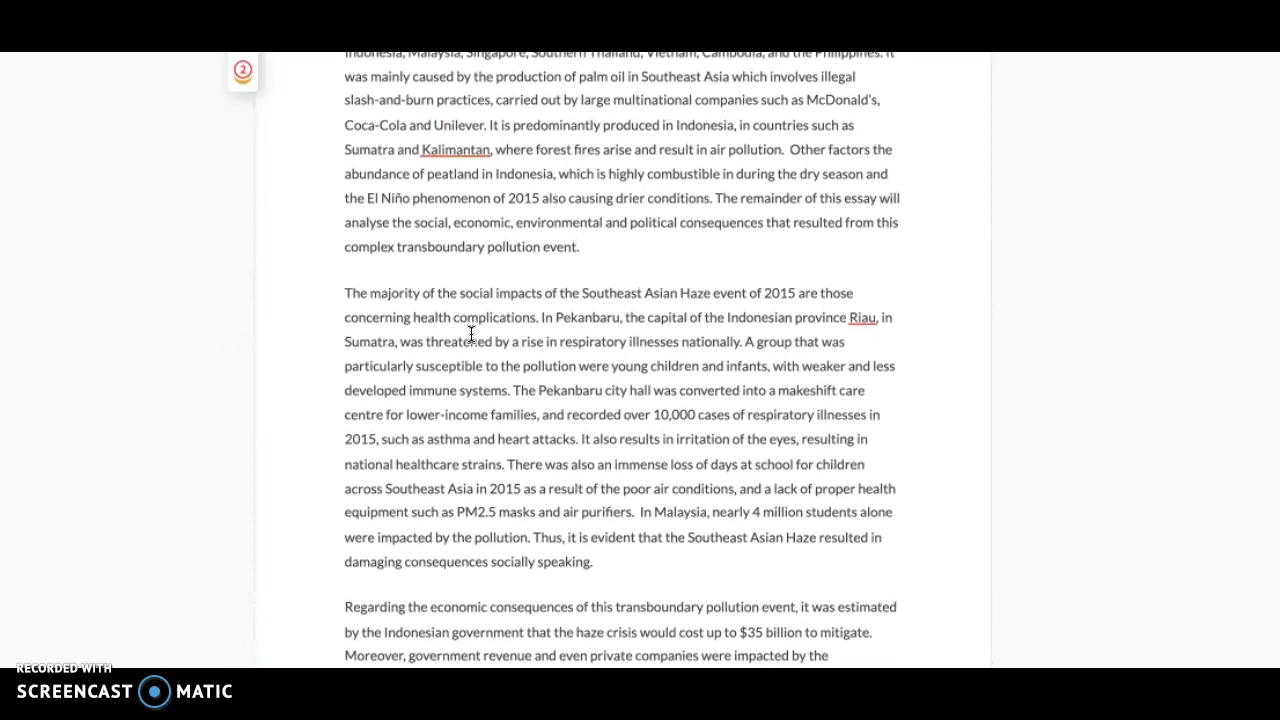 2
Indonesia, Malaysia, Singapore, Southern Thailand, Vietnam, Cambodia, and the Philippines. It
was mainly caused by the production of palm oil in Southeast Asia which involves illegal
slash-and-burn practices, carried out by large multinational companies such as McDonald's,
Coca-Cola and Unilever. It is predominantly produced in Indonesia, in countries such as
Sumatra and Kalimantan, where forest fires arise and result in air pollution.  Other factors the
abundance of peatland in Indonesia, which is highly combustible in during the dry season and
the El Niño phenomenon of 2015 also causing drier conditions. The remainder of this essay will
analyse the social, economic, environmental and political consequences that resulted from this
complex transboundary pollution event.
The majority of the social impacts of the Southeast Asian Haze event of 2015 are those
concerning health complications. In Pekanbaru, the capital of the Indonesian province Riau, in
Sumatra, was threatened by a rise in respiratory illnesses nationally. A group that was
particularly susceptible to the pollution were young children and infants, with weaker and less
developed immune systems. The Pekanbaru city hall was converted into a makeshift care
centre for lower-income families, and recorded over 10,000 cases of respiratory illnesses in
2015, such as asthma and heart attacks. It also results in irritation of the eyes, resulting in
national healthcare strains. There was also an immense loss of days at school for children
across Southeast Asia in 2015 as a result of the poor air conditions, and a lack of proper health
equipment such as PM2.5 masks and air purifiers.  In Malaysia, nearly 4 million students alone
were impacted by the pollution. Thus, it is evident that the Southeast Asian Haze resulted in
damaging consequences socially speaking.
Regarding the economic consequences of this transboundary pollution event, it was estimated
by the Indonesian government that the haze crisis would cost up to $35 billion to mitigate.
Moreover, government revenue and even private companies were impacted by the
RECORDED WITH
SCREENCAST MATIC